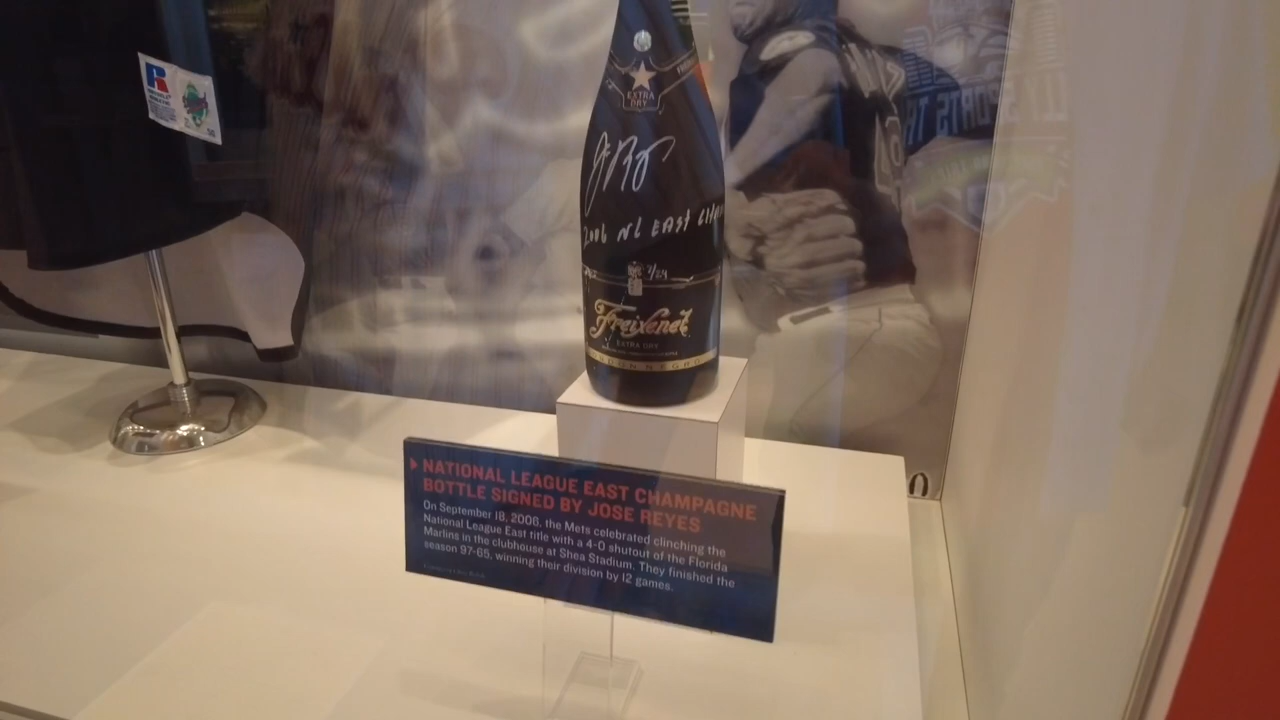 EXTRA
DRY
2006 NL EAST
7/24
Freixenet
EXTRA DRY
NATIONAL LEAGUE EAST CHAMPAGNE
BOTTLE SIGNED BY JOSE REYES
On September 18, 2006, the Mets celebrated clinching the
National League East title with a 4-0 shutout of the Florida
Marlins in the clubhouse at Shea Stadium. They finished the
season 97-65, winning their division by 12 games.